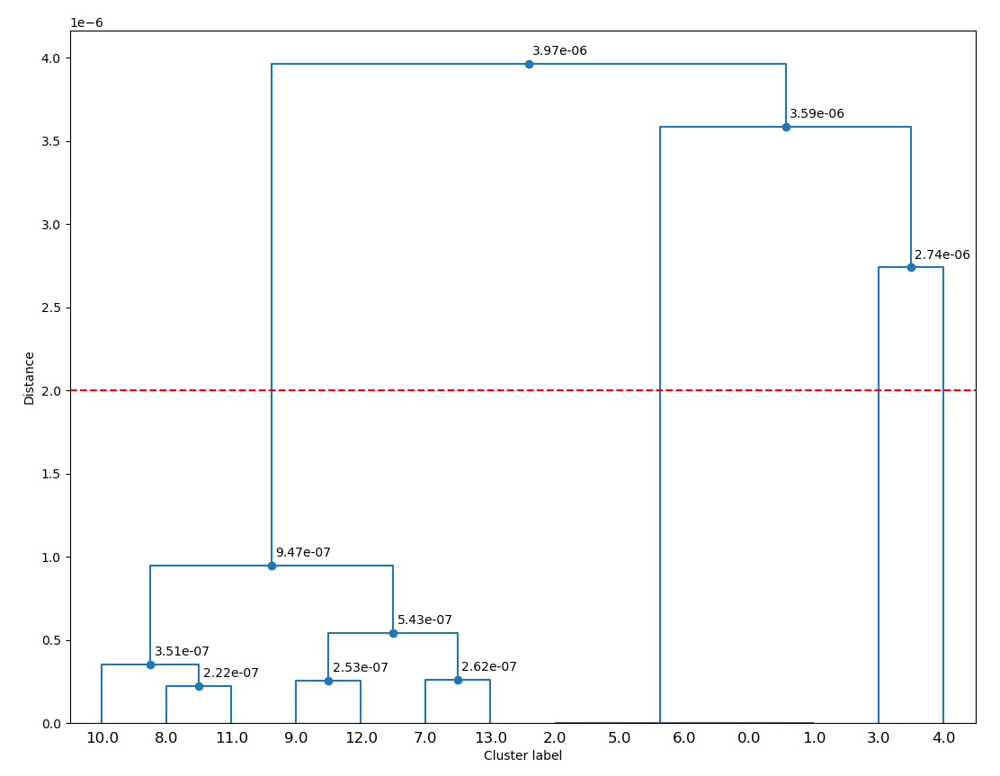 1e−6
4.0
3.97e-06
3.59e-06
3.5
3.0
2.74e-06
2.5
Distance
2.0
1.5
1.0
9.47e-07
5.43e-07
0.5
3.51e-07
2.22e-07
2.53e-07
2.62e-07
0.0
10.0 8.0 11.0 9.0 12.0 7.0 13.0 2.0 5.0 6.0 0.0 1.0 3.0 4.0
Cluster label